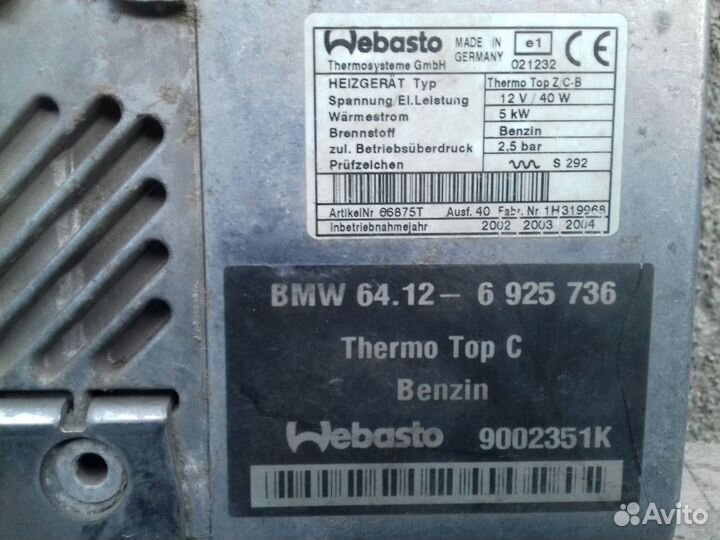 Webasto MADE IN GERMANY e1 CE
Thermosysteme GmbH 021232
HEIZGERÄT Typ Thermo Top Z/C-B
Spannung/El.Leistung 12 V / 40 W
Wärmestrom 5 kW
Brennstoff Benzin
zul. Betriebsüberdruck 2,5 bar
Prüfzeichen S 292
ArtikelNr 66875T Ausf. 40 Fabr. Nr 1H319968
Inbetriebnahmejahr 2002 2003 2004
BMW 64.12- 6 925 736
Thermo Top C
Benzin
Webasto 9002351K
Avito